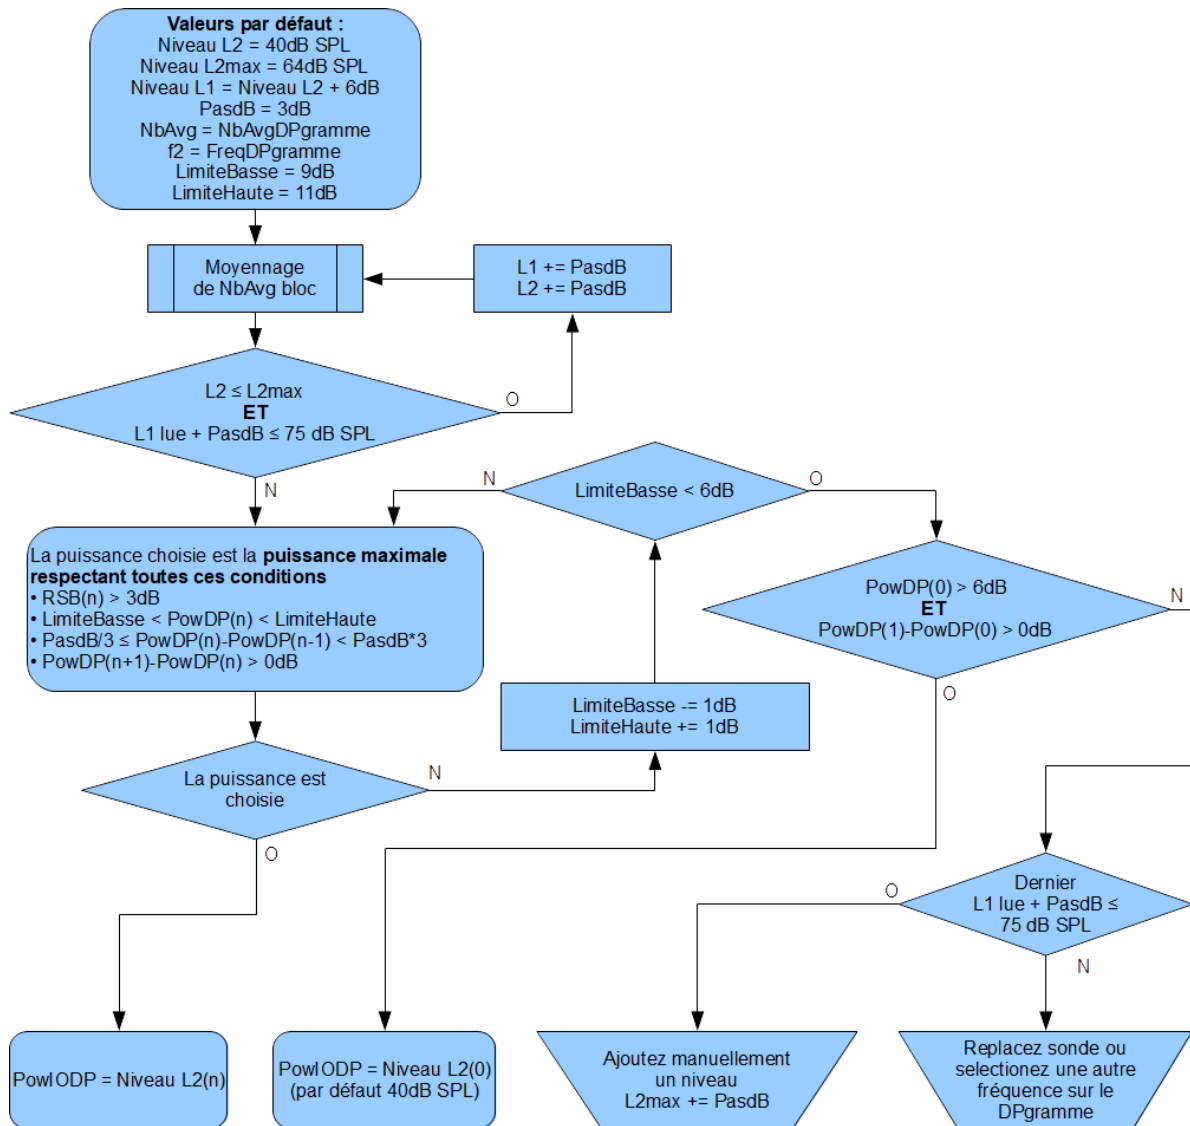 Valeurs par défaut :
Niveau L2 = 40dB SPL
Niveau L2max = 64dB SPL
Niveau L1 = Niveau L2 + 6dB
PasdB = 3dB
NbAvg = NbAvgDPgramme
f2 = FreqDPgramme
LimiteBasse = 9dB
LimiteHaute = 11dB
Moyennage
de NbAvg bloc
L1 += PasdB
L2 += PasdB
L2 ≤ L2max
ET
L1 lue + PasdB ≤ 75 dB SPL
O
N
LimiteBasse < 6dB
N
O
La puissance choisie est la puissance maximale
respectant toutes ces conditions
• RSB(n) > 3dB
• LimiteBasse < PowDP(n) < LimiteHaute
• PasdB/3 ≤ PowDP(n)-PowDP(n-1) < PasdB*3
• PowDP(n+1)-PowDP(n) > 0dB
PowDP(0) > 6dB
ET
PowDP(1)-PowDP(0) > 0dB
N
O
LimiteBasse -= 1dB
LimiteHaute += 1dB
La puissance est
choisie
N
O
Dernier
L1 lue + PasdB ≤
75 dB SPL
O
N
PowIODP = Niveau L2(n)
PowIODP = Niveau L2(0)
(par défaut 40dB SPL)
Ajoutez manuellement
un niveau
L2max += PasdB
Replacez sonde ou
selectionez une autre
fréquence sur le
DPgramme